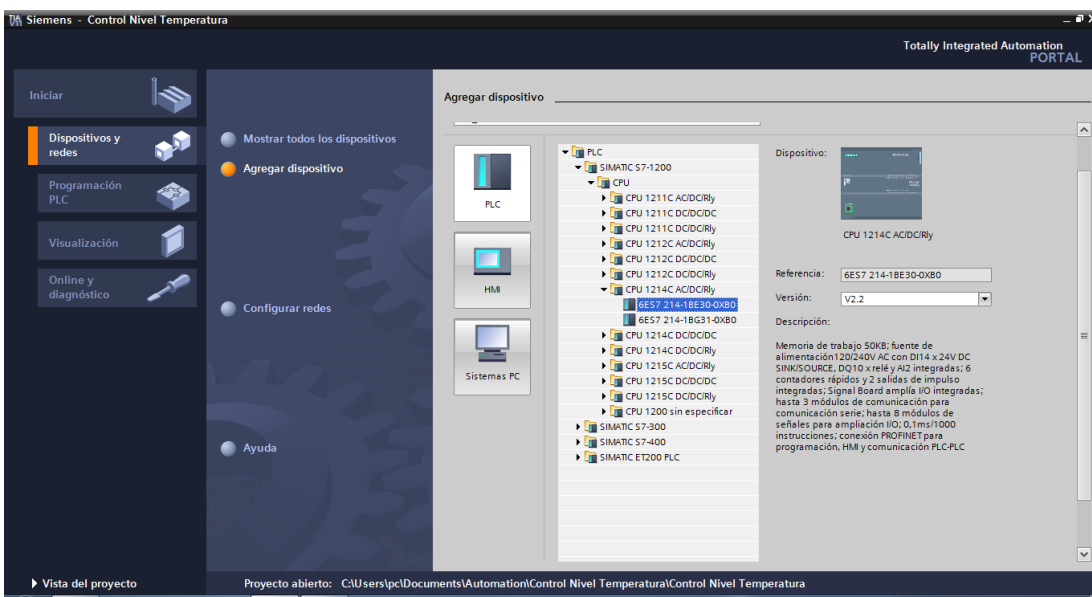 Siemens - Control Nivel Temperatura
Totally Integrated Automation
PORTAL
Iniciar
Dispositivos y
redes
Programación
PLC
Visualización
Online y
diagnóstico
Mostrar todos los dispositivos
Agregar dispositivo
Configurar redes
Ayuda
Agregar dispositivo
PLC
HMI
Sistemas PC
PLC
SIMATIC S7-1200
CPU
CPU 1211C AC/DC/Rly
CPU 1211C DC/DC/DC
CPU 1211C DC/DC/Rly
CPU 1212C AC/DC/Rly
CPU 1212C DC/DC/DC
CPU 1212C DC/DC/Rly
CPU 1214C AC/DC/Rly
6ES7 214-1BE30-0XB0
6ES7 214-1BG31-0XB0
CPU 1214C DC/DC/DC
CPU 1214C DC/DC/Rly
CPU 1215C AC/DC/Rly
CPU 1215C DC/DC/DC
CPU 1215C DC/DC/Rly
CPU 1200 sin especificar
SIMATIC S7-300
SIMATIC S7-400
SIMATIC ET200 PLC
Dispositivo:
CPU 1214C AC/DC/Rly
Referencia: 6ES7 214-1BE30-0XB0
Versión: V2.2
Descripción:
Memoria de trabajo 50KB; fuente de
alimentación120/240V AC con DI14 x 24V DC
SINK/SOURCE, DQ10 x relé y AI2 integradas; 6
contadores rápidos y 2 salidas de impulso
integradas; Signal Board amplía I/O integradas;
hasta 3 módulos de comunicación para
comunicación serie; hasta 8 módulos de
señales para ampliación I/O; 0,1ms/1000
instrucciones; conexión PROFINET para
programación, HMI y comunicación PLC-PLC
Vista del proyecto
Proyecto abierto: C:\Users\pc\Documents\Automation\Control Nivel Temperatura\Control Nivel Temperatura